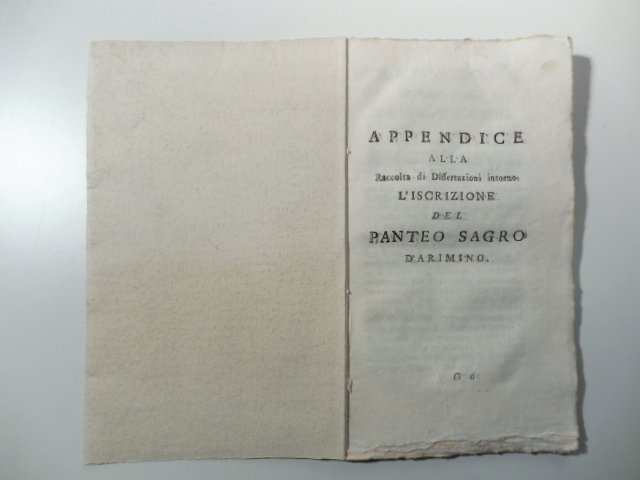 APPENDICE
ALLA
Raccolta di Dissertazioni intorno
L'ISCRIZIONE
DEL
PANTEO SAGRO
D'ARIMINO.
G 6